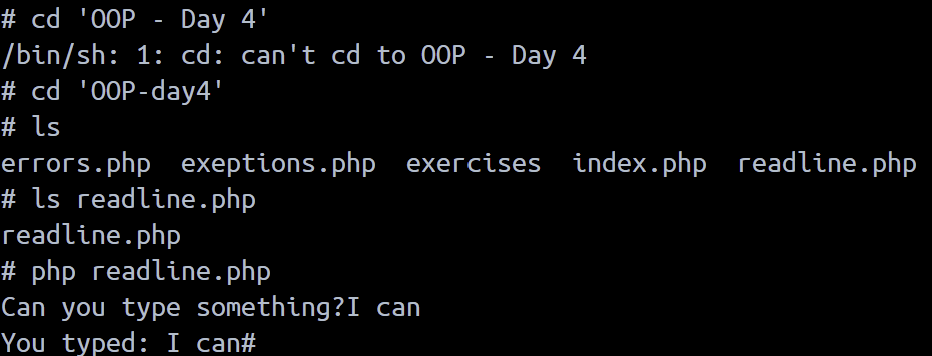 # cd 'OOP - Day 4'
/bin/sh: 1: cd: can't cd to OOP - Day 4
# cd 'OOP-day4'
# ls
errors.php  exeptions.php  exercises  index.php  readline.php
# ls readline.php
readline.php
# php readline.php
Can you type something?I can
You typed: I can#